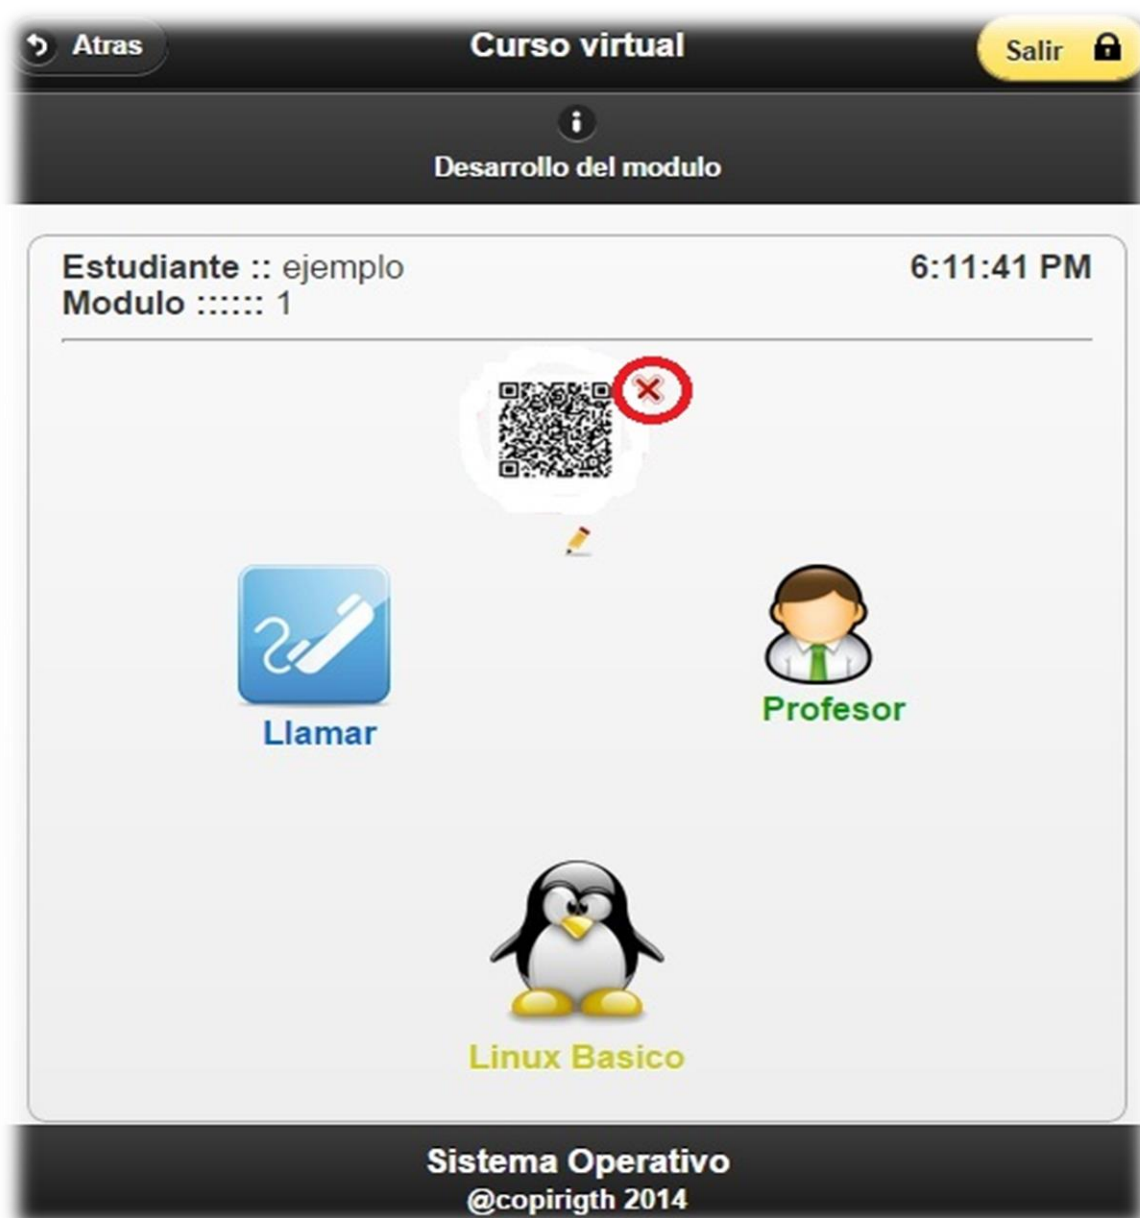 Atras
Curso virtual
Salir
Desarrollo del modulo
Estudiante :: ejemplo
6:11:41 PM
Modulo :::::: 1
Llamar
Profesor
Linux Basico
Sistema Operativo
@copirigth 2014